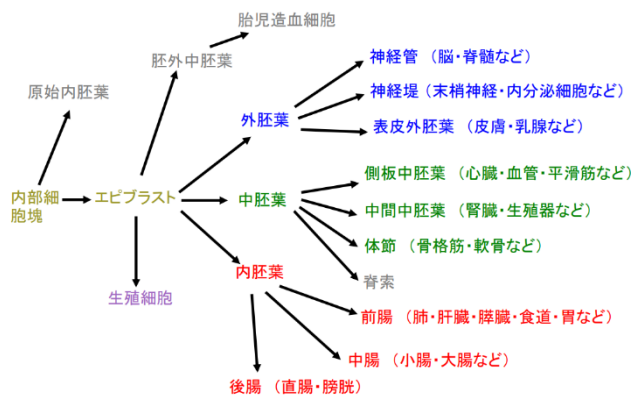 胎児造血細胞
胚外中胚葉
神経管 （脳・脊髄など）
原始内胚葉
神経堤 （末梢神経・内分泌細胞など）
外胚葉
表皮外胚葉 （皮膚・乳腺など）
側板中胚葉 （心臓・血管・平滑筋など）
内部細
胞塊
エピブラスト
中胚葉
中間中胚葉 （腎臓・生殖器など）
体節 （骨格筋・軟骨など）
内胚葉
脊索
生殖細胞
前腸 （肺・肝臓・膵臓・食道・胃など）
中腸 （小腸・大腸など）
後腸 （直腸・膀胱）